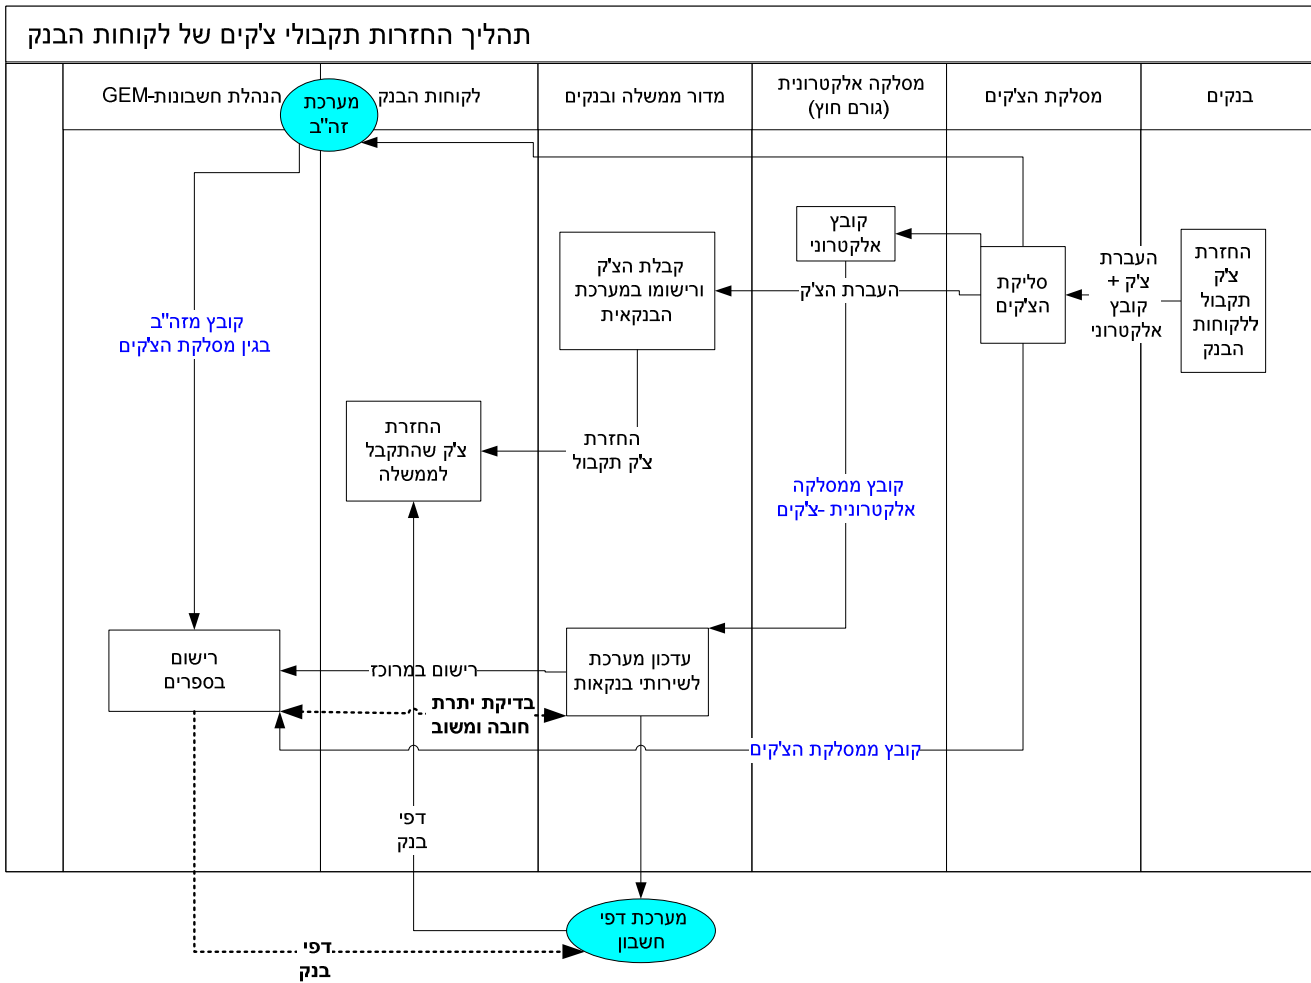 תהליך החזרות תקבולי צ'קים של לקוחות הבנק
בנקים
מסלקת הצ'קים
מסלקה אלקטרונית
(גורם חוץ)
מדור ממשלה ובנקים
לקוחות הבנק
הנהלת חשבונות-GEM
מערכת
זה"ב
החזרת
צ'ק
תקבול
ללקוחות
הבנק
העברת
צ'ק +
קובץ
אלקטרוני
סליקת
הצ'קים
קובץ
אלקטרוני
העברת הצ'ק
קבלת הצ'ק
ורישומו במערכת
הבנקאית
קובץ מזה"ב
בגין מסלקת הצ'קים
החזרת
צ'ק תקבול
החזרת
צ'ק שהתקבל
לממשלה
קובץ ממסלקה
אלקטרונית -צ'קים
עדכון מערכת
לשירותי בנקאות
רישום במרוכז
רישום
בספרים
בדיקת יתרת
חובה ומשוב
קובץ ממסלקת הצ'קים
דפי
בנק
מערכת דפי
חשבון
דפי
בנק